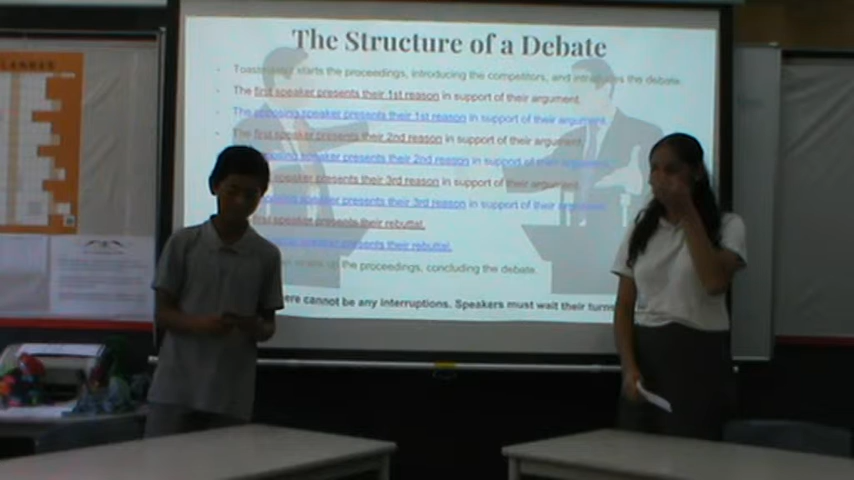 The Structure of a Debate
starts the proceedings, introducing the competitors, and introduces the debate.
The first speaker presents their 1st reason in support of their argument.
The opposing speaker presents their 1st reason in support of their argument.
The first speaker presents their 2nd reason in support of their argument.
speaker presents their 2nd reason in support of their argument.
speaker presents their 3rd reason in support of their argument.
speaker presents their 3rd reason in support of their argument.
first speaker presents their rebuttal.
speaker presents their rebuttal.
up the proceedings, concluding the debate.
there cannot be any interruptions. Speakers must wait their turns